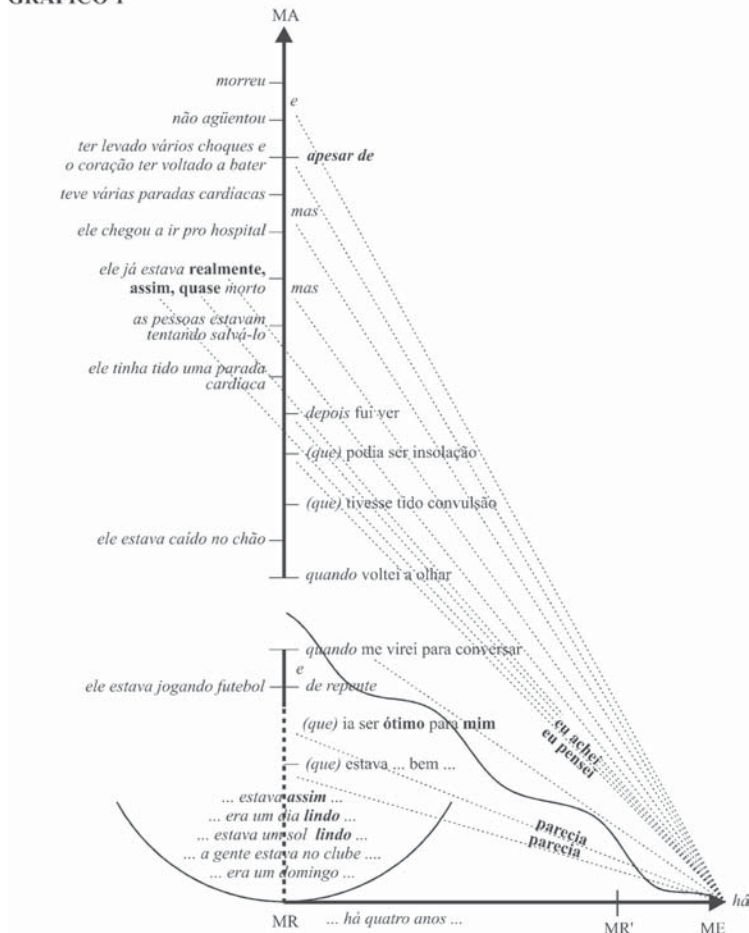 GRÁFICO 1
MA
morreu
e
não agüentou
ter levado vários choques e
o coração ter voltado a bater
apesar de
teve várias paradas cardíacas
mas
ele chegou a ir pro hospital
ele já estava realmente,
assim, quase morto
mas
as pessoas estavam
tentando salvá-lo
ele tinha tido uma parada
cardíaca
depois fui ver
(que) podia ser insolação
(que) tivesse tido convulsão
ele estava caído no chão
quando voltei a olhar
quando me virei para conversar
e
ele estava jogando futebol
de repente
(que) ia ser ótimo para mim
eu achei
eu pensei
(que) estava ... bem ...
... estava assim ...
... era um dia lindo ...
... estava um sol lindo ...
... a gente estava no clube ....
... era um domingo ...
parecia
parecia
há
MR
... há quatro anos ...
MR'
ME